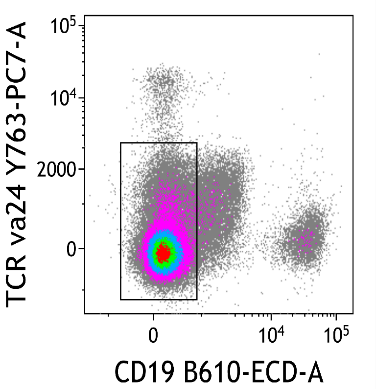 TCR va24 Y763-PC7-A
10⁵
10⁴
2000
0
0 10⁴ 10⁵
CD19 B610-ECD-A